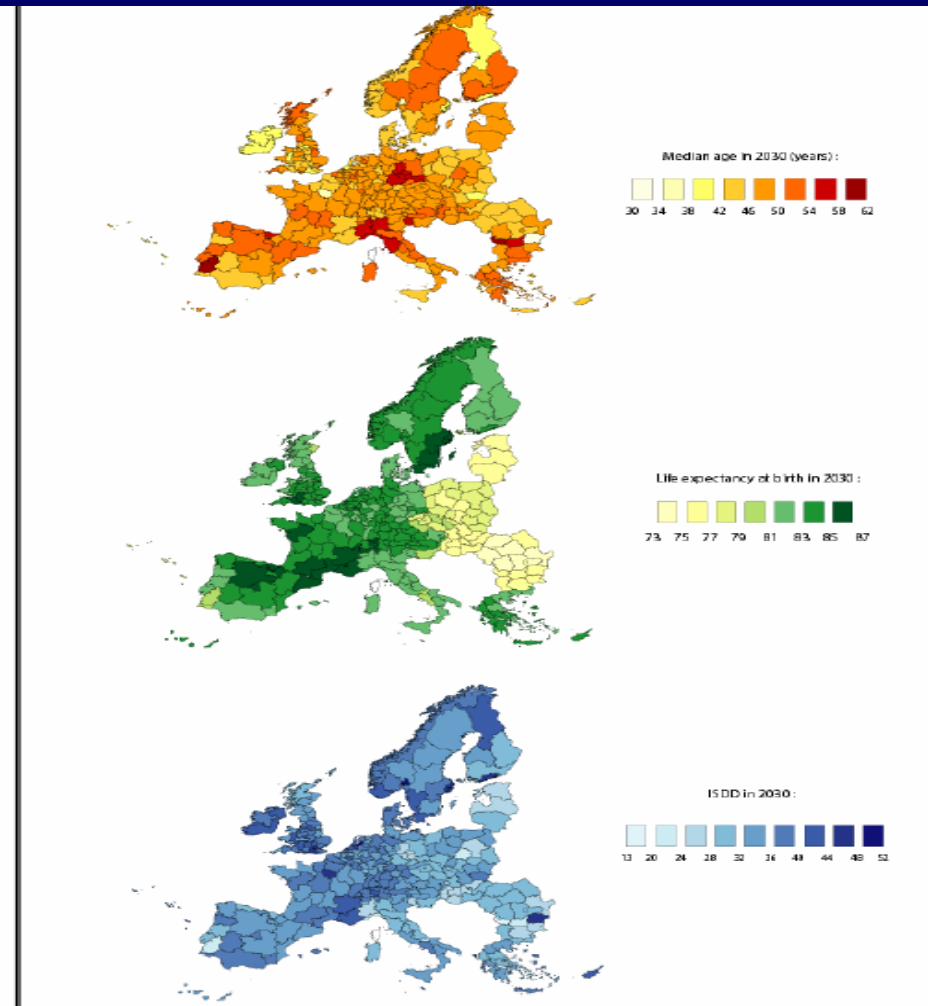 Median age in 2030 (years) :
30 34 38 42 46 50 54 58 62
Life expectancy at birth in 2030 :
73 75 77 79 81 83 85 87
ISDD in 2030 :
13 20 24 28 32 36 40 44 48 52